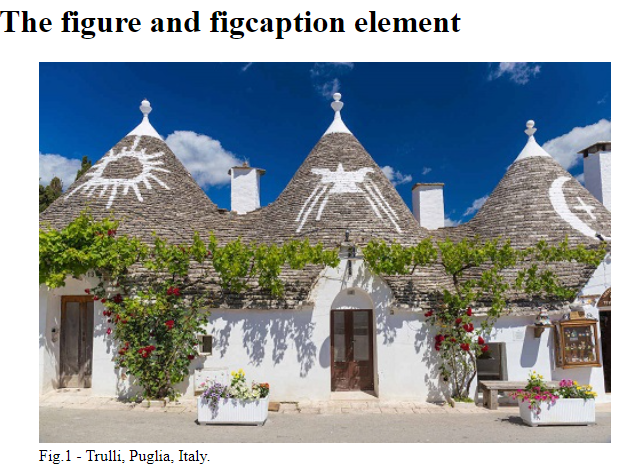 The figure and figcaption element
Fig.1 - Trulli, Puglia, Italy.